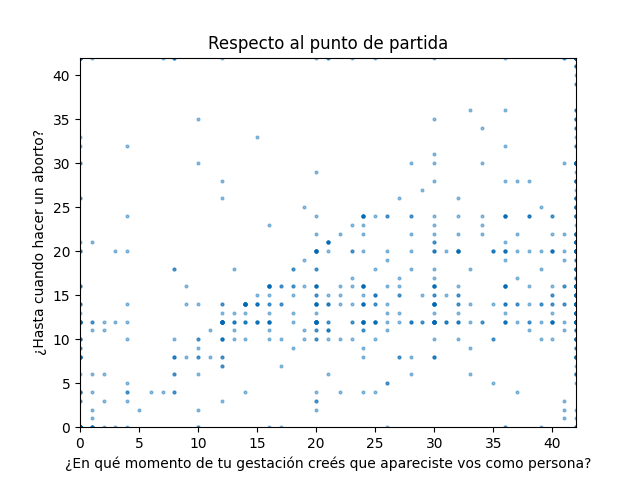 Respecto al punto de partida
¿Hasta cuando hacer un aborto?
40
35
30
25
20
15
10
5
0
0 5 10 15 20 25 30 35 40
¿En qué momento de tu gestación creés que apareciste vos como persona?